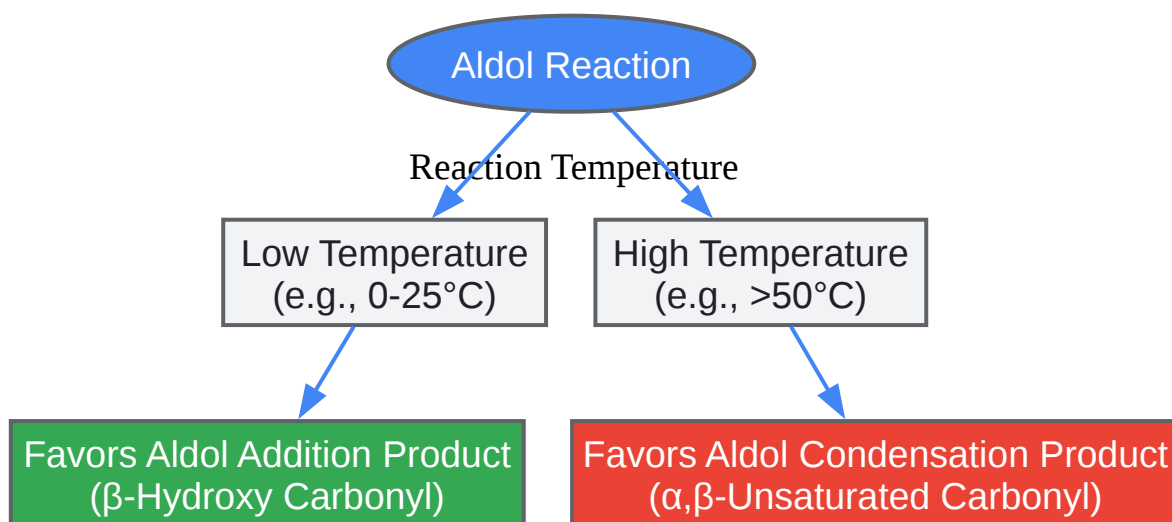 Aldol Reaction
Reaction Temperature
Low Temperature
(e.g., 0-25°C)
High Temperature
(e.g., >50°C)
Favors Aldol Addition Product
(β-Hydroxy Carbonyl)
Favors Aldol Condensation Product
(α,β-Unsaturated Carbonyl)